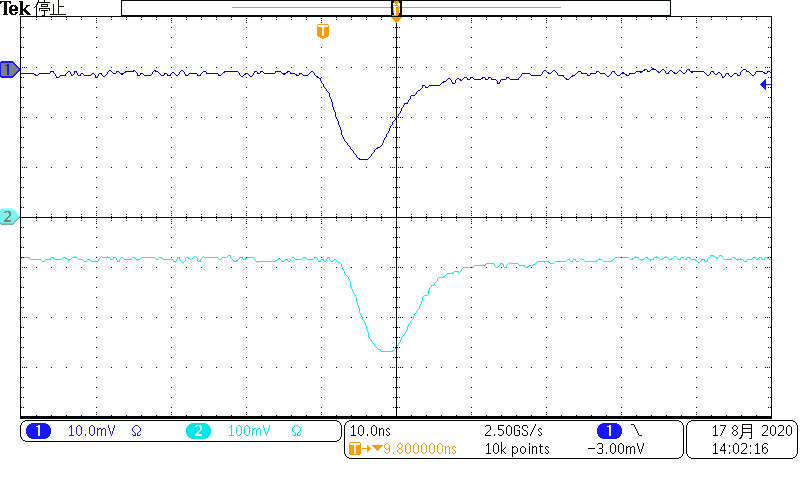 Tek 停止
T
T
1
2
1 10.0mV Ω 2 100mV Ω
10.0ns 2.50GS/s 1 \
T→▼9.800000ns 10k points −3.00mV
17 8月 2020
14:02:16